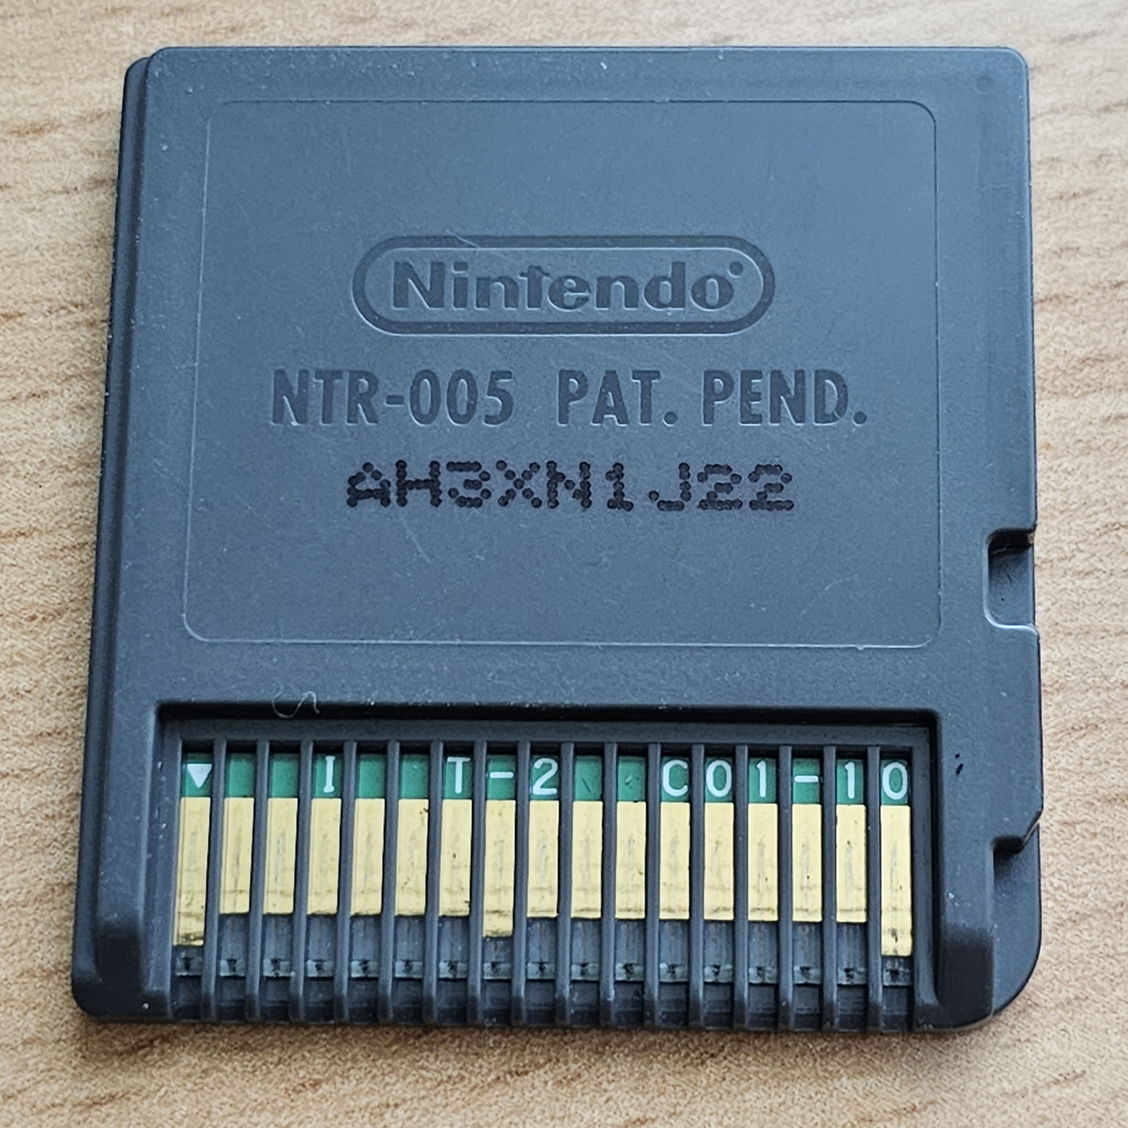 Nintendo®
NTR-005 PAT. PEND.
AH3XN1J22
▼ I T-2 C01-10